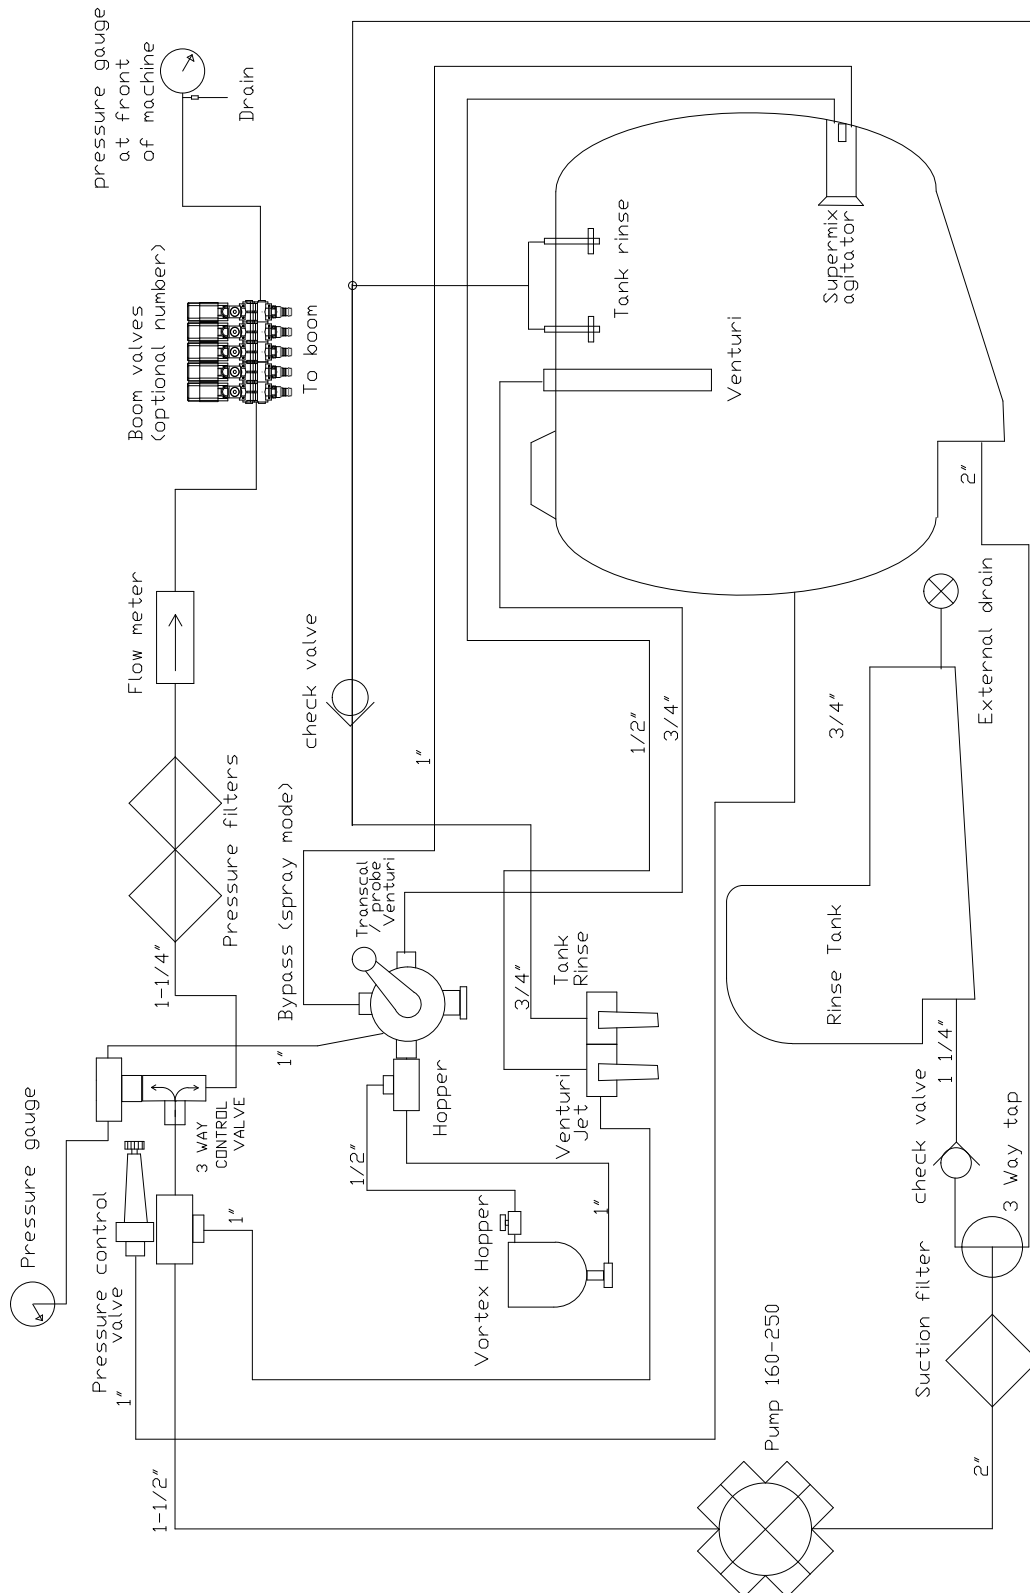 pressure gauge
at front
of machine
Drain
Boom valves
(optional number)
To boom
Flow meter
Pressure filters
1-1/4"
Pressure gauge
Pressure control
valve
3 WAY
CONTROL
VALVE
1"
1"
1-1/2"
1"
Bypass (spray mode)
Transcal
/ probe
Venturi
Hopper
1/2"
1"
Vortex Hopper
Venturi
Jet
Tank
Rinse
3/4"
check valve
1"
1/2"
3/4"
Tank rinse
Venturi
Supermix
agitator
2"
3/4"
External drain
Rinse Tank
1 1/4"
check valve
3 Way tap
Suction filter
2"
Pump 160-250